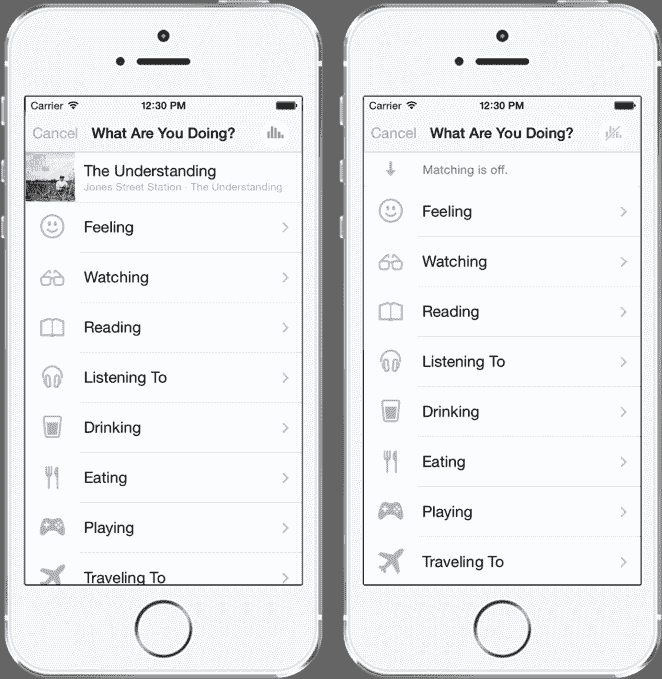 Carrier 12:30 PM
Cancel What Are You Doing?
The Understanding
Jones Street Station - The Understanding
Feeling
Watching
Reading
Listening To
Drinking
Eating
Playing
Traveling To
Carrier 12:30 PM
Cancel What Are You Doing?
Matching is off.
Feeling
Watching
Reading
Listening To
Drinking
Eating
Playing
Traveling To